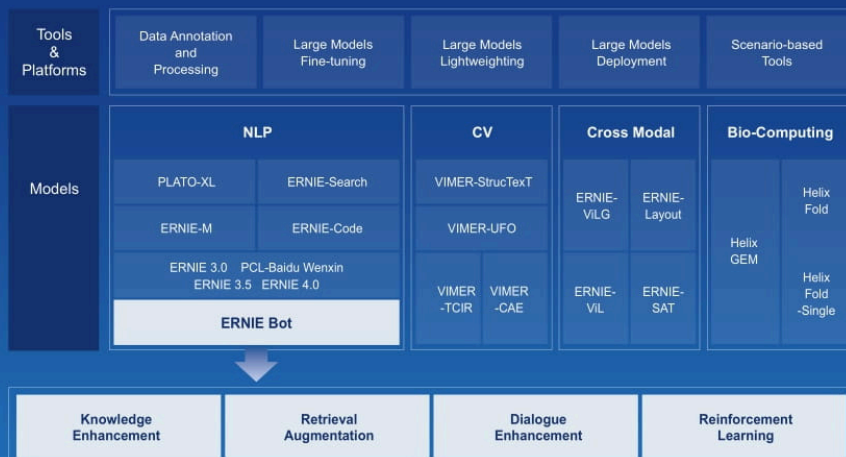 Tools
&
Platforms
Data Annotation
and
Processing
Large Models
Fine-tuning
Large Models
Lightweighting
Large Models
Deployment
Scenario-based
Tools
Models
NLP
PLATO-XL
ERNIE-Search
ERNIE-M
ERNIE-Code
ERNIE 3.0 PCL-Baidu Wenxin
ERNIE 3.5 ERNIE 4.0
ERNIE Bot
CV
VIMER-StrucTexT
VIMER-UFO
VIMER
-TCIR
VIMER
-CAE
Cross Modal
ERNIE-
ViLG
ERNIE-
Layout
ERNIE-
ViL
ERNIE-
SAT
Bio-Computing
Helix
GEM
Helix
Fold
Helix
Fold
-Single
Knowledge
Enhancement
Retrieval
Augmentation
Dialogue
Enhancement
Reinforcement
Learning